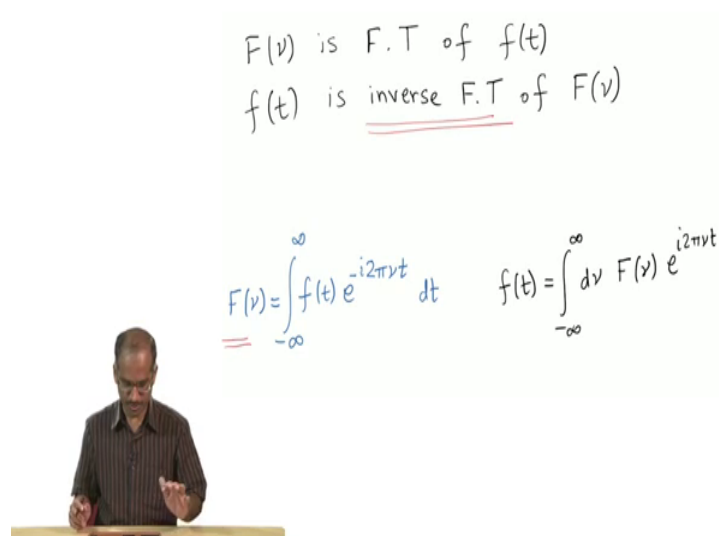 F(ν) is F.T of f(t)
f(t) is inverse F.T of F(ν)
F(ν) = ∫_{-∞}^{∞} f(t) e^{-i2πνt} dt
f(t) = ∫_{-∞}^{∞} dν F(ν) e^{i2πνt}